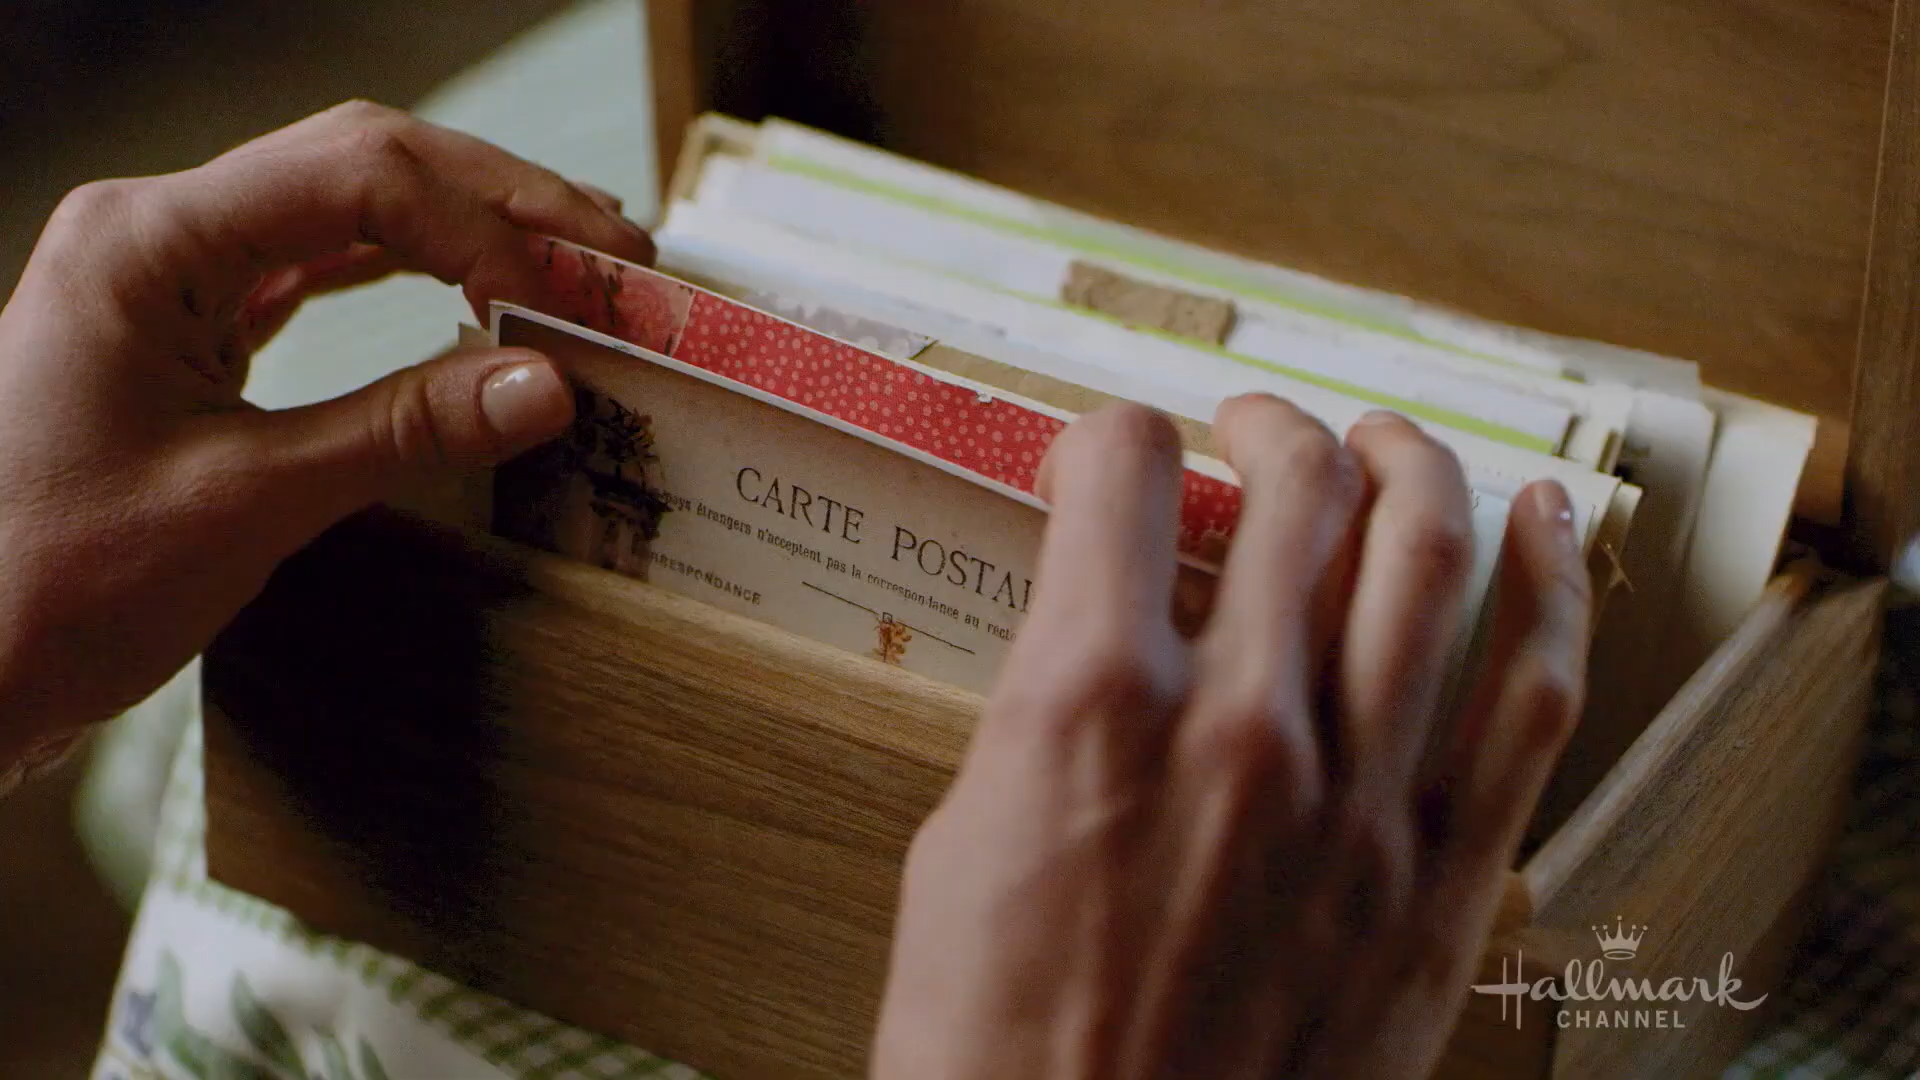 CARTE POSTAL
pays étrangers n'acceptent pas la correspondance au recto
RRESPONDANCE
Hallmark
CHANNEL